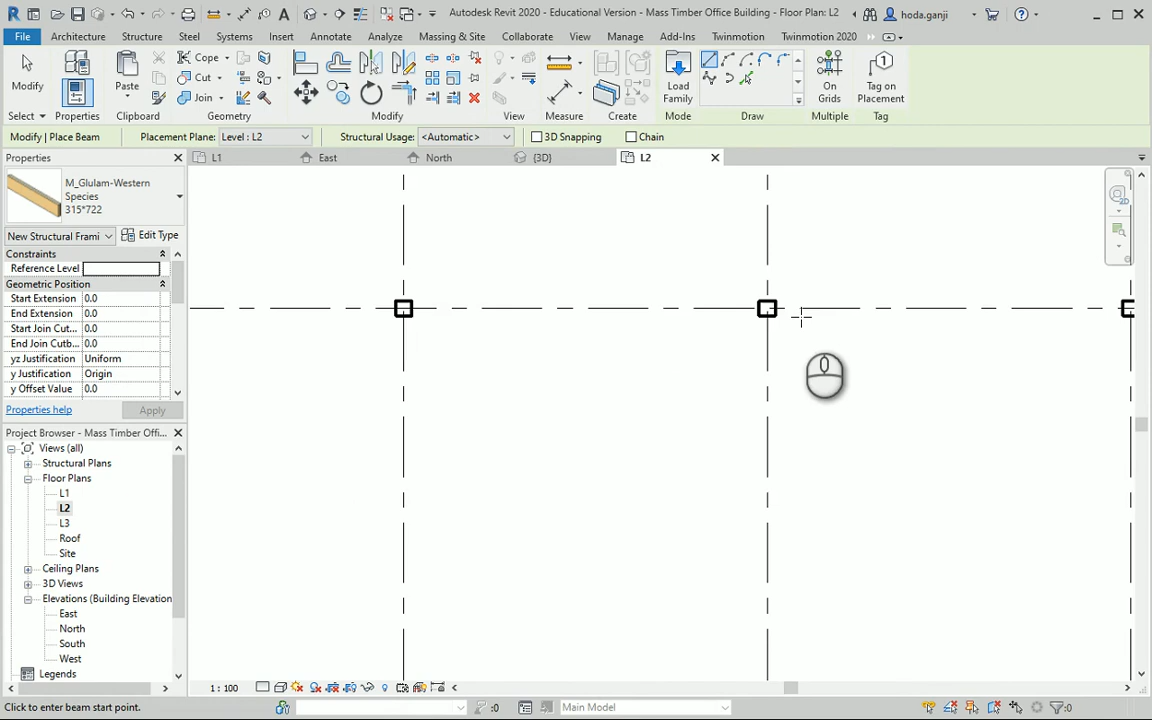 Autodesk Revit 2020 - Educational Version - Mass Timber Office Building - Floor Plan: L2
hoda.ganji
File Architecture Structure Steel Systems Insert Annotate Analyze Massing & Site Collaborate View Manage Add-Ins Twinmotion Twinmotion 2020
Modify
Paste
Cope
Cut
Join
Load
Family
On
Grids
Tag on
Placement
Select Properties Clipboard Geometry Modify View Measure Create Mode Draw Multiple Tag
Modify | Place Beam Placement Plane: Level : L2 Structural Usage: <Automatic> 3D Snapping Chain
Properties
L1 East North {3D} L2
M_Glulam-Western
Species
315*722
New Structural Frami Edit Type
Constraints
Reference Level
Geometric Position
Start Extension 0.0
End Extension 0.0
Start Join Cut... 0.0
End Join Cutb... 0.0
yz Justification Uniform
y Justification Origin
y Offset Value 0.0
Properties help Apply
Project Browser - Mass Timber Offi...
Views (all)
Structural Plans
Floor Plans
L1
L2
L3
Roof
Site
Ceiling Plans
3D Views
Elevations (Building Elevation
East
North
South
West
Legends
1 : 100
Click to enter beam start point.
:0
Main Model
:0